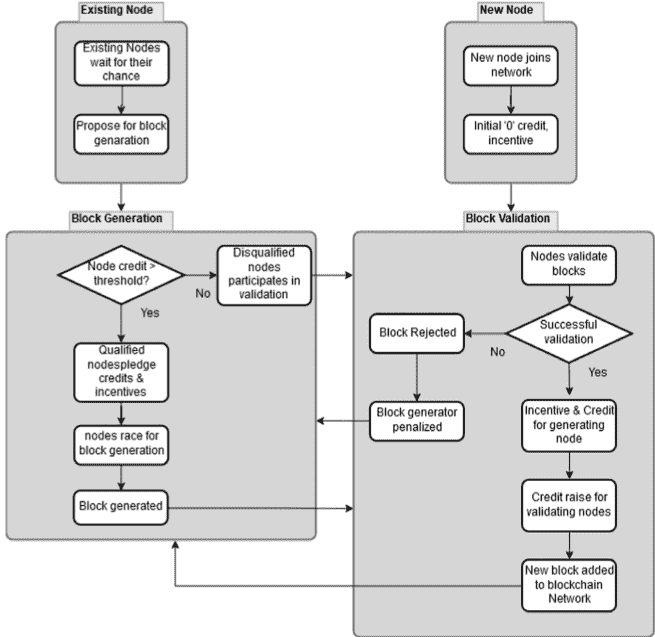 Existing Node
Existing Nodes
wait for their
chance
Propose for block
genaration
New Node
New node joins
network
Initial '0' credit,
incentive
Block Generation
Node credit >
threshold?
No
Disqualified
nodes
participates in
validation
Yes
Qualified
nodespledge
credits &
incentives
nodes race for
block generation
Block generated
Block Validation
Nodes validate
blocks
Successful
validation
No
Block Rejected
Block generator
penalized
Yes
Incentive & Credit
for generating
node
Credit raise for
validating nodes
New block added
to blockchain
Network